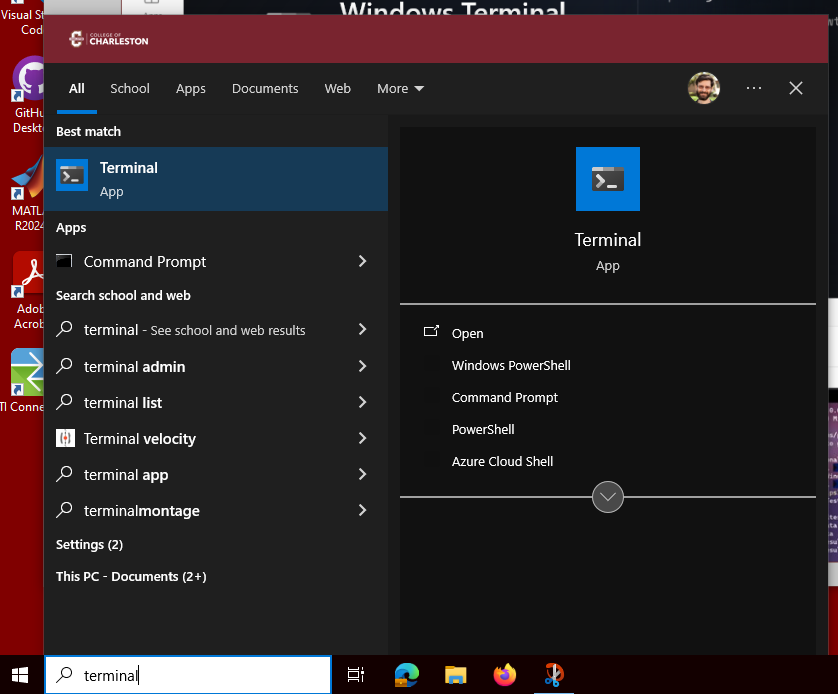 Windows Terminal
Visual St
Cod
COLLEGE OF
CHARLESTON
All School Apps Documents Web More
GitHu
Deskt
Best match
Terminal
App
MATLA
R2024
Apps
Command Prompt
Search school and web
Adob
Acrob
terminal - See school and web results
terminal admin
TI Conne
terminal list
Terminal velocity
terminal app
terminalmontage
Settings (2)
This PC - Documents (2+)
Terminal
App
Open
Windows PowerShell
Command Prompt
PowerShell
Azure Cloud Shell
terminal